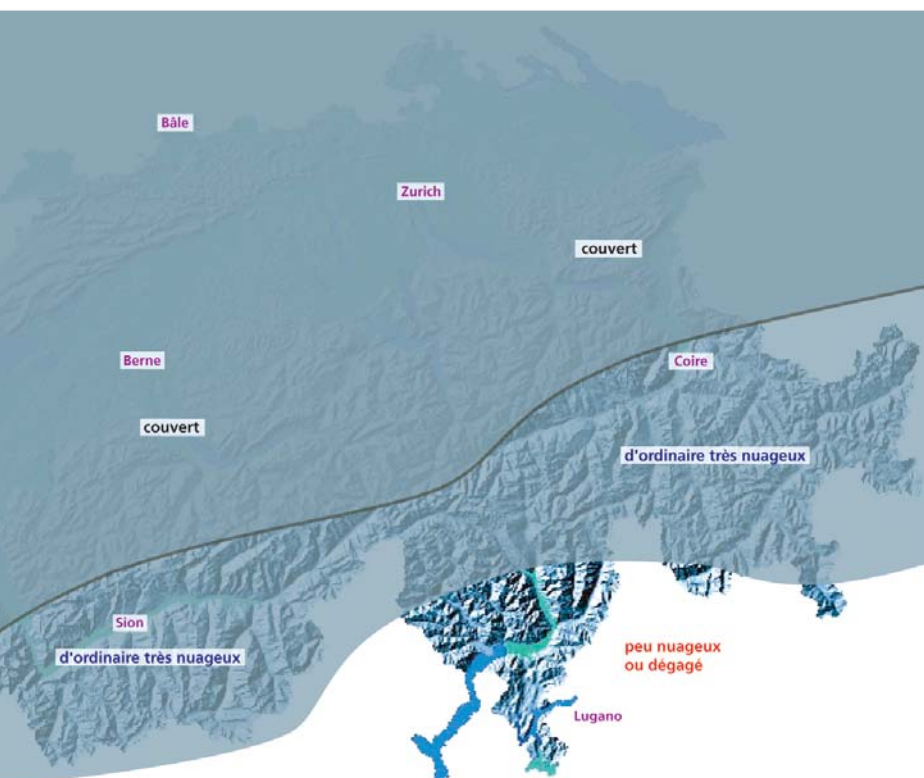 Bâle
Zurich
couvert
Berne
Coire
couvert
d'ordinaire très nuageux
Sion
d'ordinaire très nuageux
peu nuageux
ou dégagé
Lugano